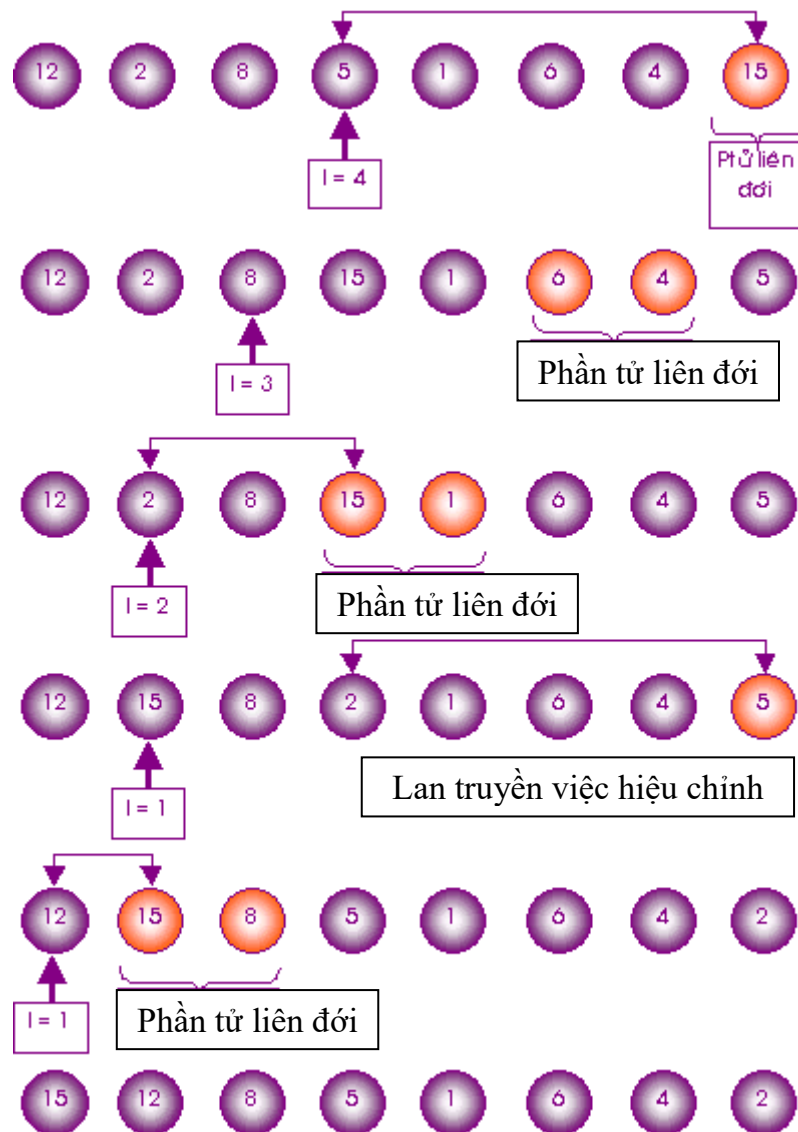 12 2 8 5 1 6 4 15
l = 4
Ptử liên
đới
12 2 8 15 1 6 4 5
l = 3
Phần tử liên đới
12 2 8 15 1 6 4 5
l = 2
Phần tử liên đới
12 15 8 2 1 6 4 5
l = 1
Lan truyền việc hiệu chỉnh
12 15 8 5 1 6 4 2
l = 1
Phần tử liên đới
15 12 8 5 1 6 4 2